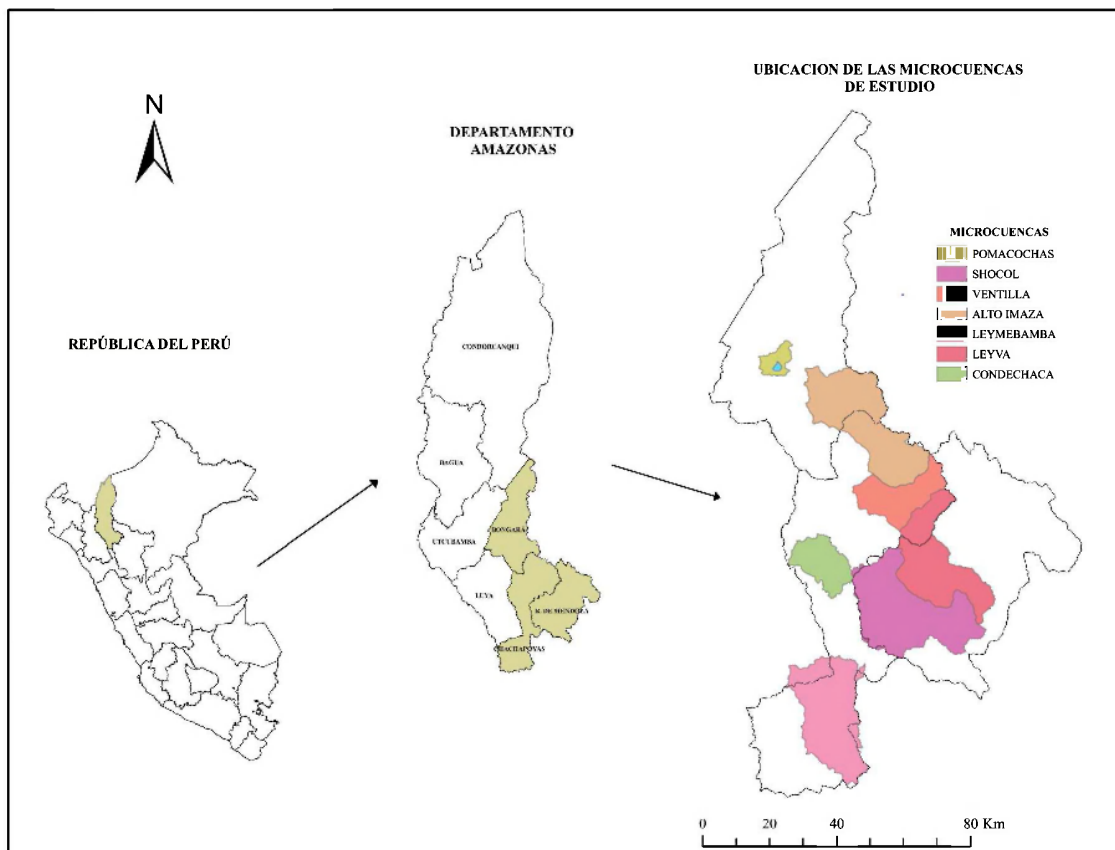 N
REPÚBLICA DEL PERÚ
DEPARTAMENTO
AMAZONAS
CONDORCANQUI
BAGUA
BONGARÁ
UTCUBAMBA
LUYA
R. DE MENDOZA
CHACHAPOYAS
UBICACION DE LAS MICROCUENCAS
DE ESTUDIO
MICROCUENCAS
POMACOCHAS
SHOCOL
VENTILLA
ALTO IMAZA
LEYMEBAMBA
LEYVA
CONDECHACA
0 20 40 80 Km